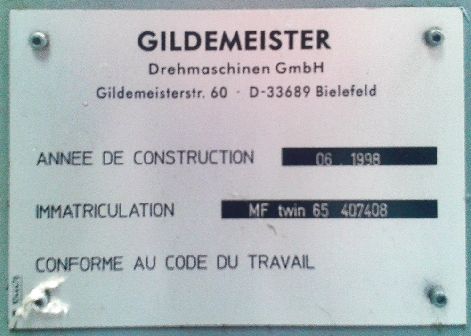 GILDEMEISTER
Drehmaschinen GmbH
Gildemeisterstr. 60 · D-33689 Bielefeld
ANNEE DE CONSTRUCTION 06 . 1998
IMMATRICULATION MF twin 65 407408
CONFORME AU CODE DU TRAVAIL